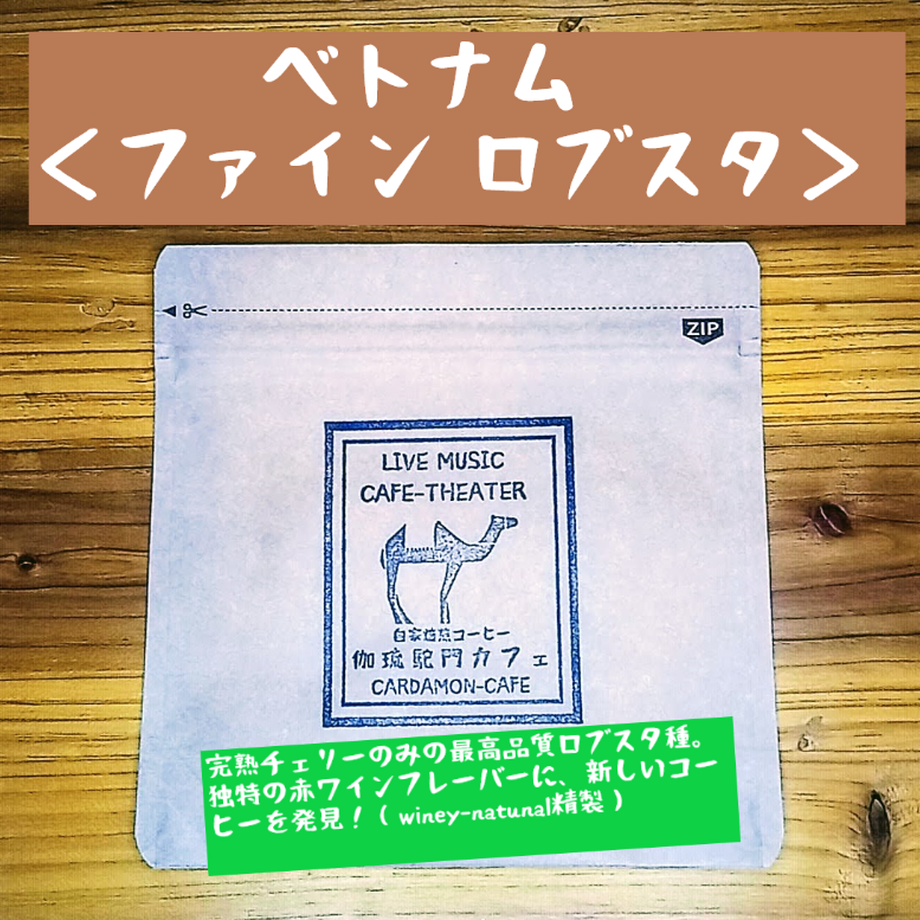 ベトナム
＜ファイン ロブスタ＞
ZIP
LIVE MUSIC
CAFE-THEATER
自家焙煎コーヒー
伽琉駝門カフェ
CARDAMON-CAFE
完熟チェリーのみの最高品質ロブスタ種。
独特の赤ワインフレーバーに、新しいコー
ヒーを発見！（winey-natunal精製）